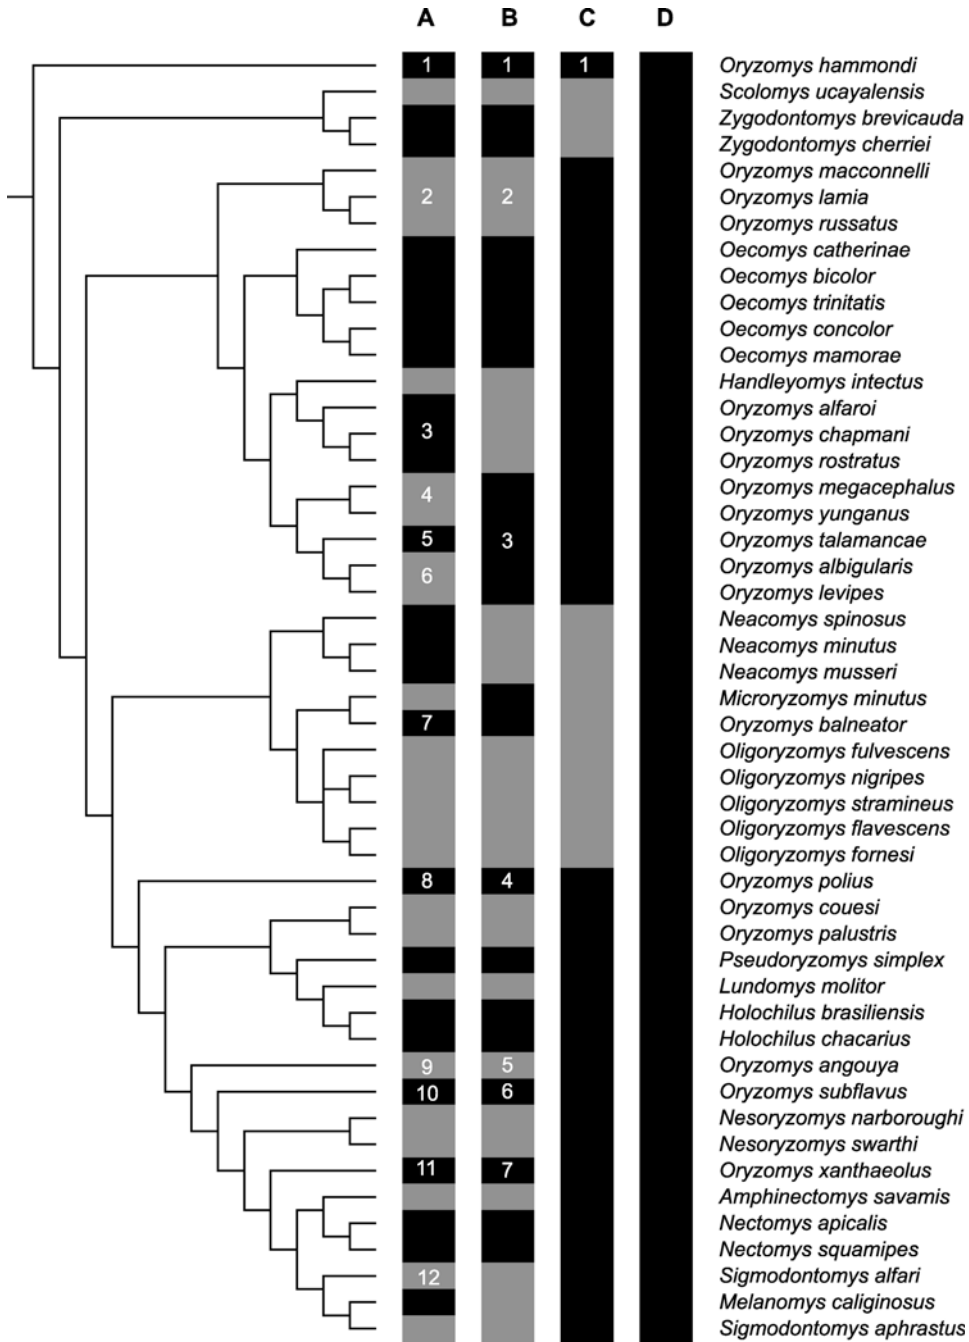 A B C D
1 1 1 Oryzomys hammondi
Scolomys ucayalensis
Zygodontomys brevicauda
Zygodontomys cherriei
Oryzomys macconnelli
2 2 Oryzomys lamia
Oryzomys russatus
Oecomys catherinae
Oecomys bicolor
Oecomys trinitatis
Oecomys concolor
Oecomys mamorae
Handleyomys intectus
Oryzomys alfaroi
3 Oryzomys chapmani
Oryzomys rostratus
4 Oryzomys megacephalus
Oryzomys yunganus
5 3 Oryzomys talamancae
6 Oryzomys albigularis
Oryzomys levipes
Neacomys spinosus
Neacomys minutus
Neacomys musseri
Microryzomys minutus
7 Oryzomys balneator
Oligoryzomys fulvescens
Oligoryzomys nigripes
Oligoryzomys stramineus
Oligoryzomys flavescens
Oligoryzomys fornesi
8 4 Oryzomys polius
Oryzomys couesi
Oryzomys palustris
Pseudoryzomys simplex
Lundomys molitor
Holochilus brasiliensis
Holochilus chacarius
9 5 Oryzomys angouya
10 6 Oryzomys subflavus
Nesoryzomys narboroughi
Nesoryzomys swarthi
11 7 Oryzomys xanthaeolus
Amphinectomys savamis
Nectomys apicalis
Nectomys squamipes
12 Sigmodontomys alfari
Melanomys caliginosus
Sigmodontomys aphrastus